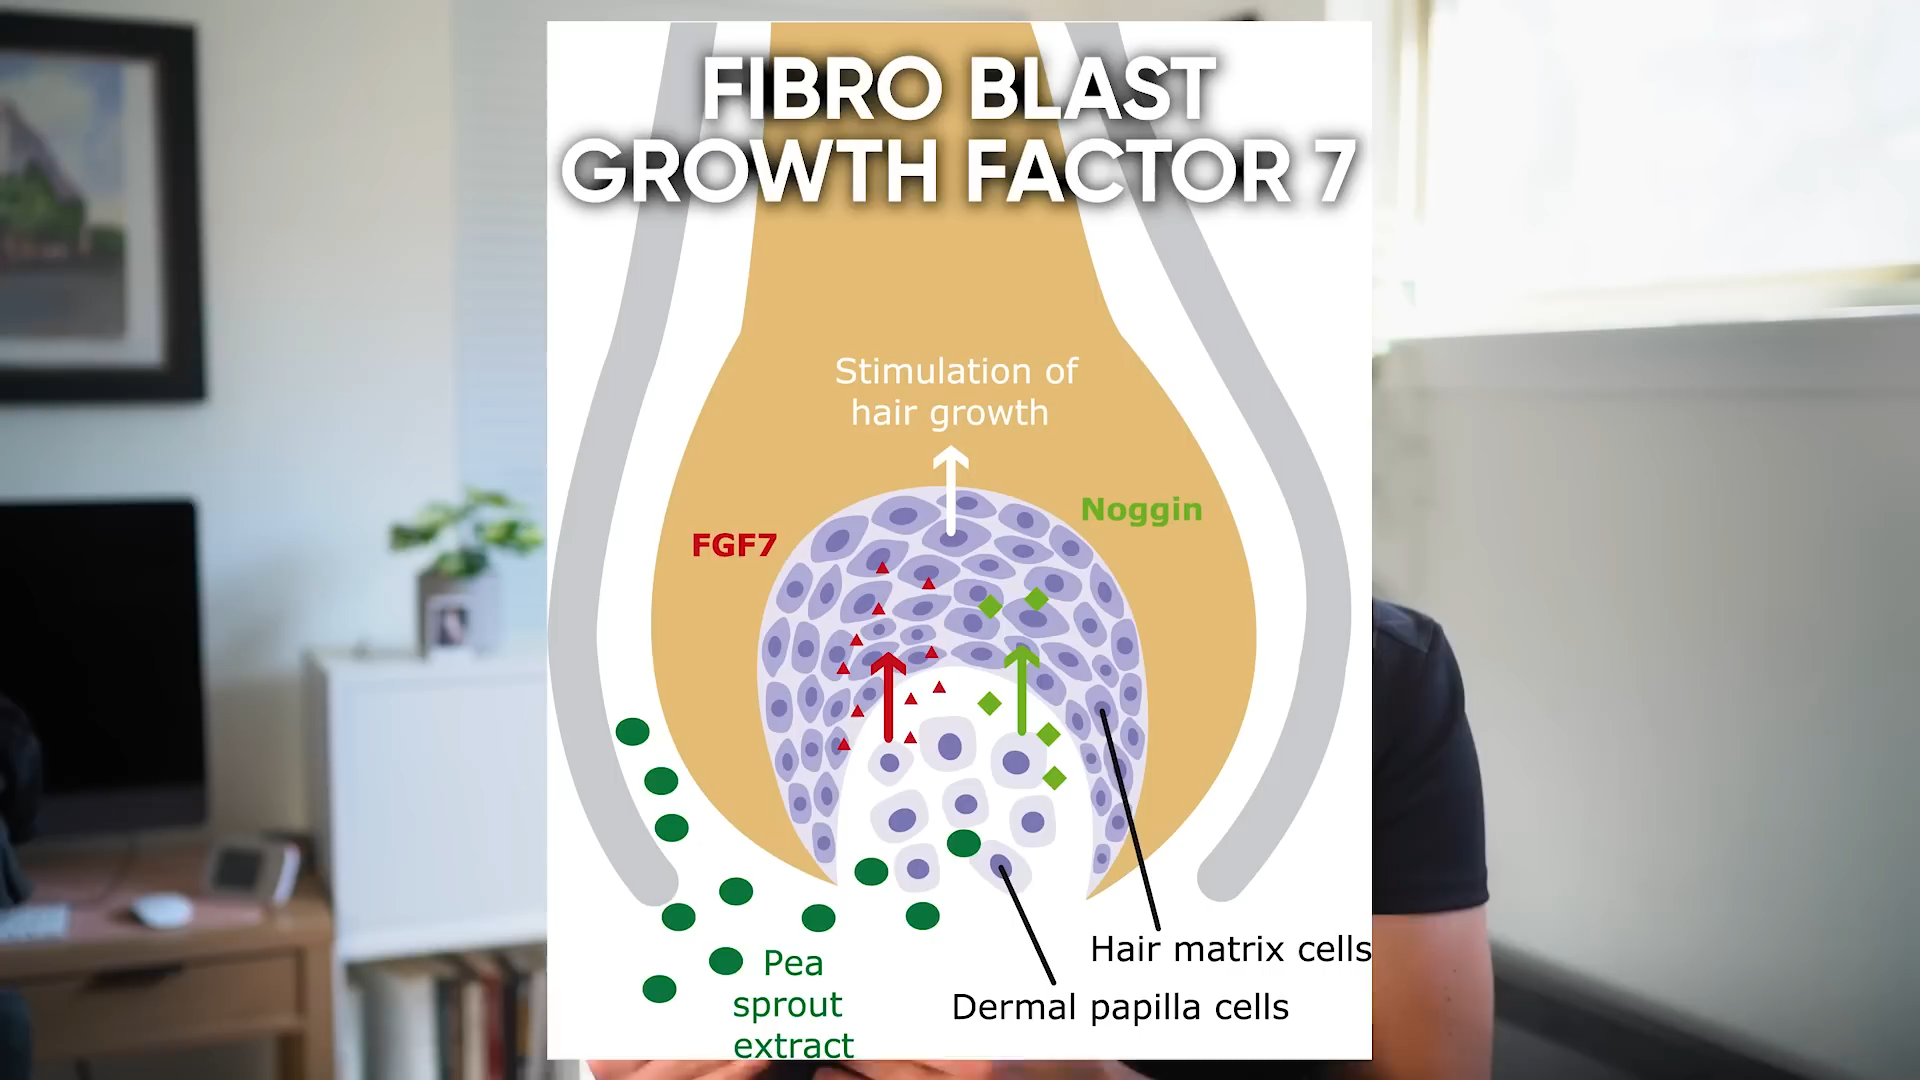 FIBRO BLAST
GROWTH FACTOR 7
Stimulation of
hair growth
Noggin
FGF7
Hair matrix cells
Dermal papilla cells
Pea
sprout
extract